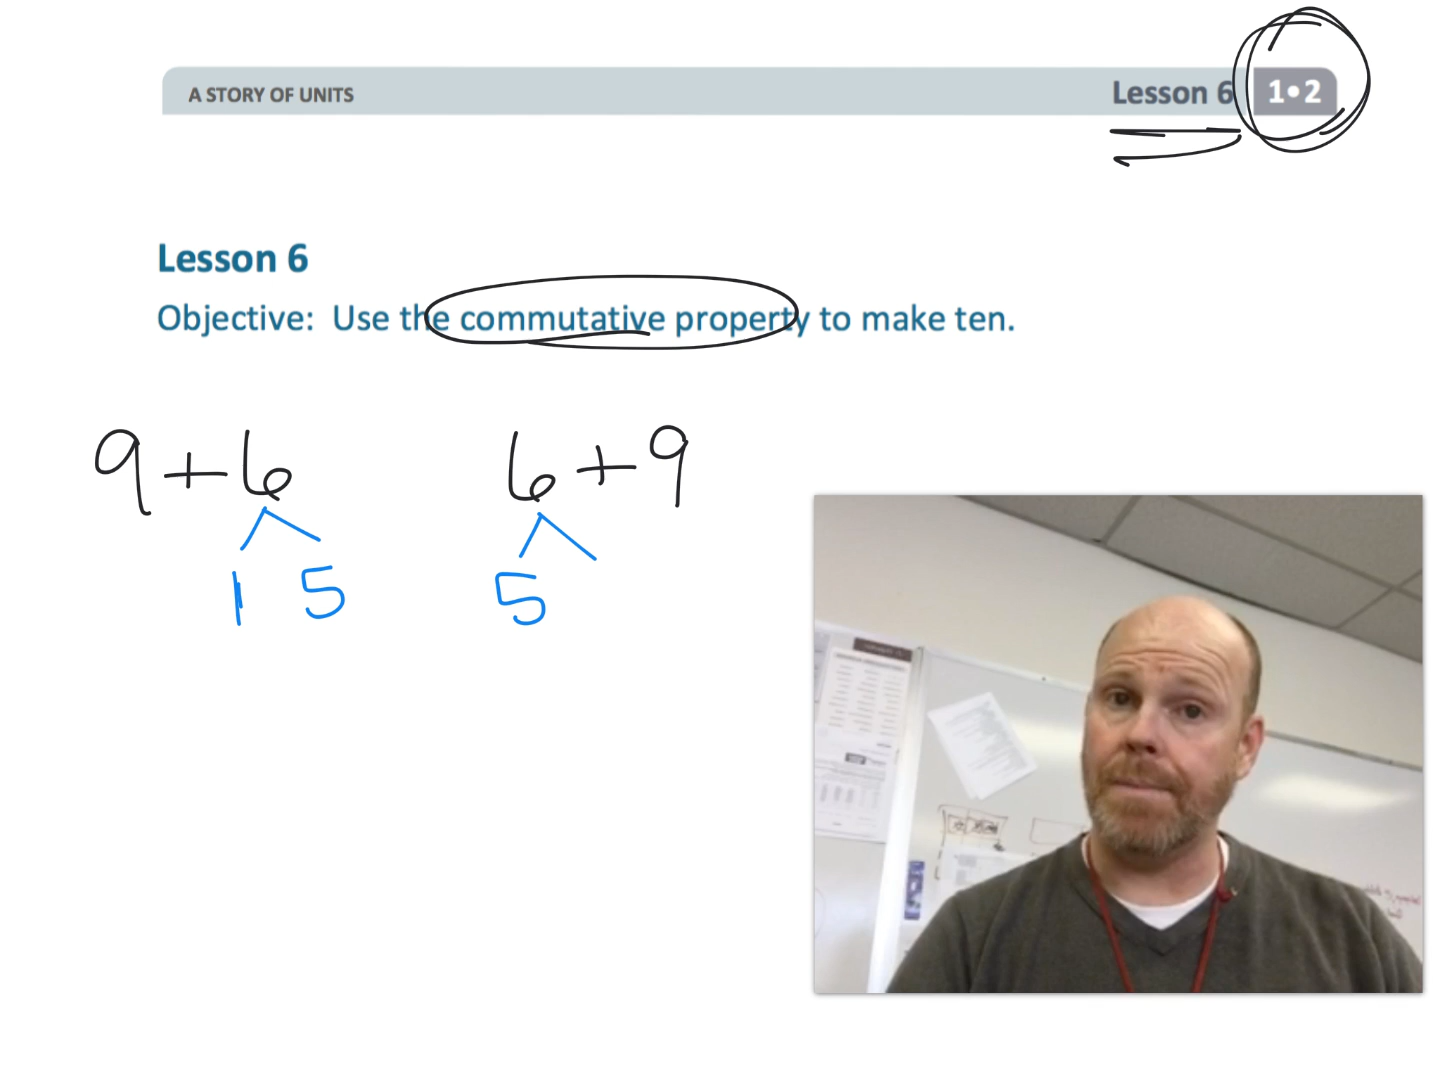 A STORY OF UNITS
Lesson 6 1•2
Lesson 6
Objective: Use the commutative property to make ten.
9+6 6+9
1 5 5